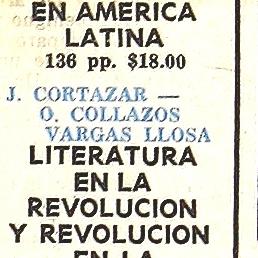 EN AMERICA
LATINA
136 pp. $18.00
J. CORTAZAR —
O. COLLAZOS
VARGAS LLOSA
LITERATURA
EN LA
REVOLUCION
Y REVOLUCION
EN LA